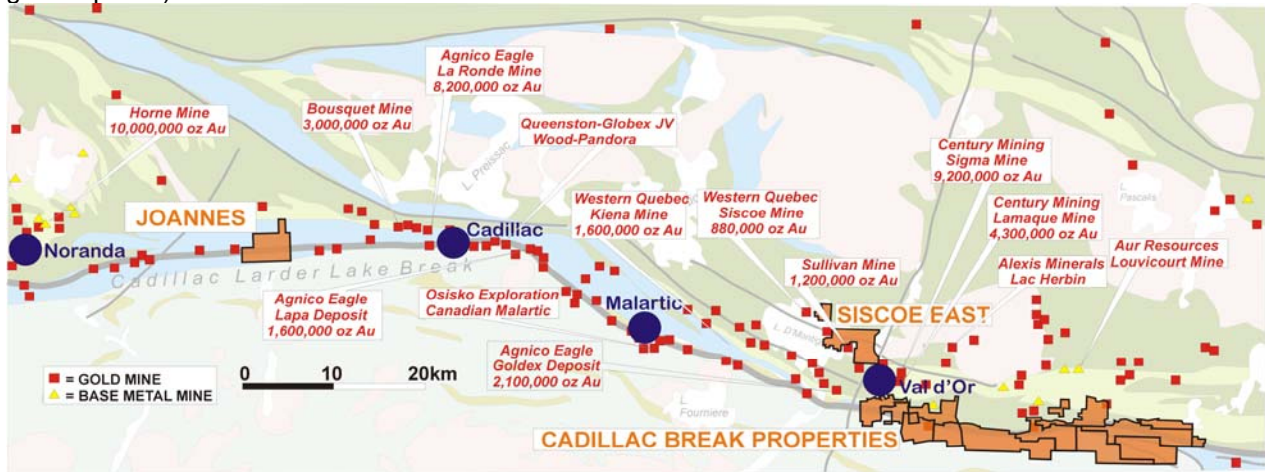 Agnico Eagle
La Ronde Mine
8,200,000 oz Au
Horne Mine
10,000,000 oz Au
Bousquet Mine
3,000,000 oz Au
Queenston-Globex JV
Wood-Pandora
L. Preissac
Century Mining
Sigma Mine
9,200,000 oz Au
Western Quebec
Kiena Mine
1,600,000 oz Au
Western Quebec
Siscoe Mine
880,000 oz Au
L. Pascalis
JOANNES
Cadillac
Century Mining
Lamaque Mine
4,300,000 oz Au
Noranda
Cadillac Larder Lake Break
Aur Resources
Louvicourt Mine
Sullivan Mine
1,200,000 oz Au
Alexis Minerals
Lac Herbin
Agnico Eagle
Lapa Deposit
1,600,000 oz Au
Osisko Exploration
Canadian Malartic
Malartic
SISCOE EAST
Agnico Eagle
Goldex Deposit
2,100,000 oz Au
= GOLD MINE
= BASE METAL MINE
0 10 20km
Val d'Or
L. Fourniere
CADILLAC BREAK PROPERTIES